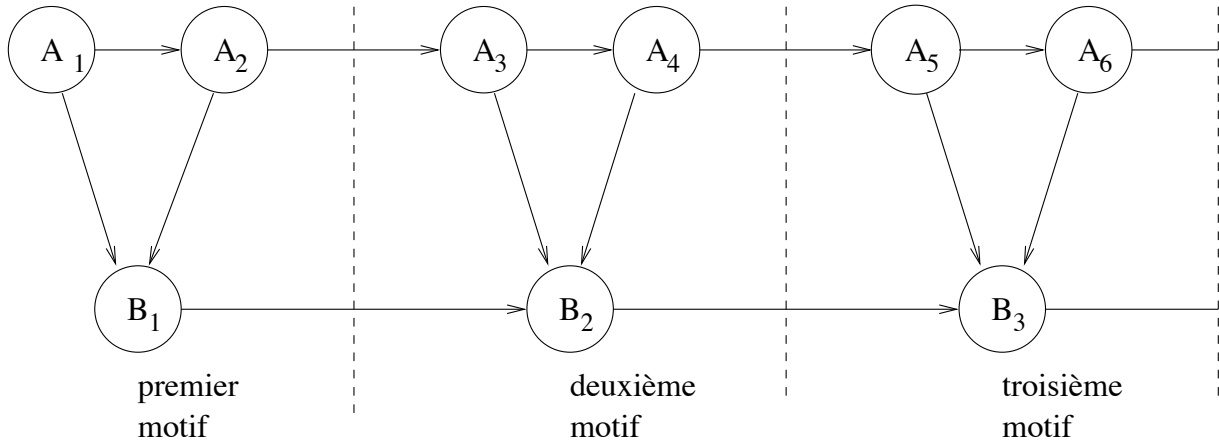 A1 A2 A3 A4 A5 A6
B1 B2 B3
premier deuxième troisième
motif motif motif